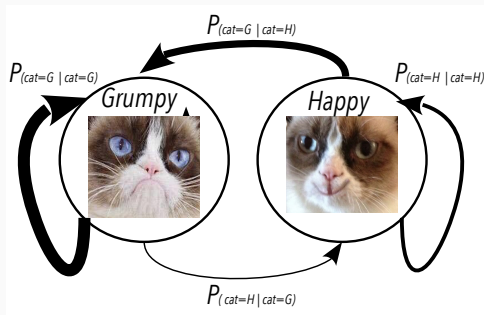 P(cat=G | cat=H)
P(cat=G | cat=G)
P(cat=H | cat=H)
Grumpy
Happy
P(cat=H | cat=G)